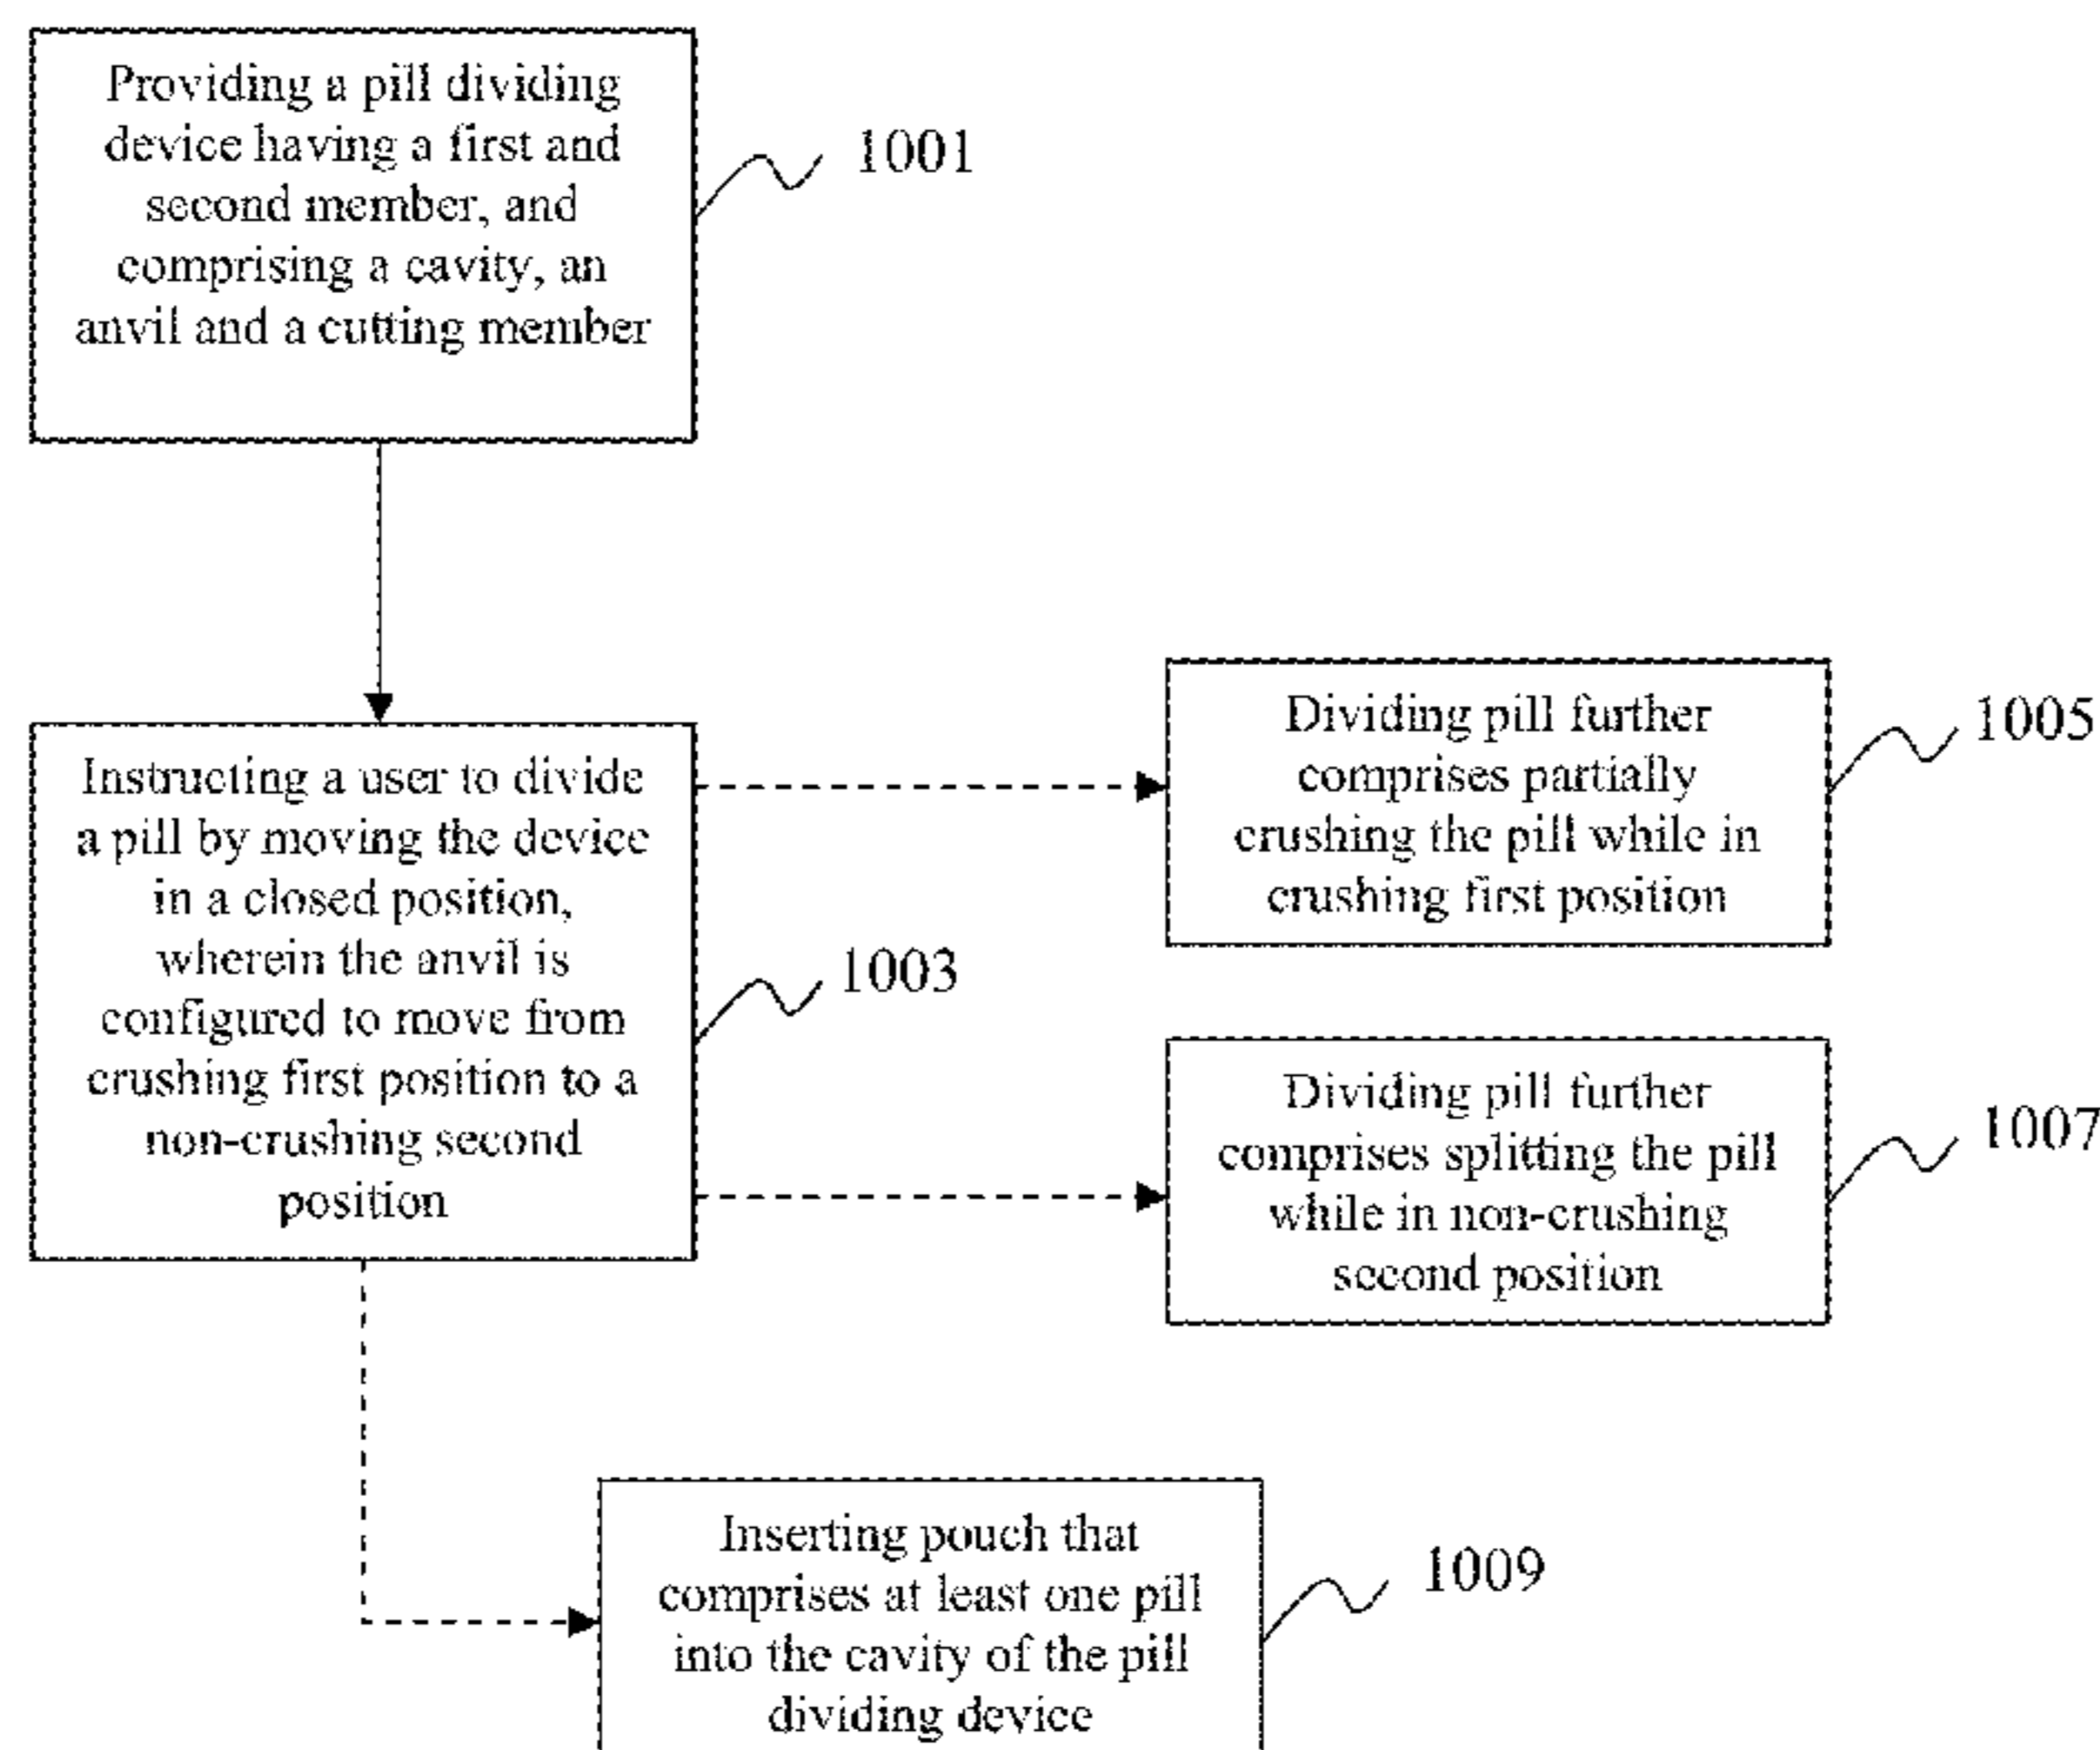 Providing a pill dividing
device having a first and
second member, and
comprising a cavity, an
anvil and a cutting member
1001
Instructing a user to divide
a pill by moving the device
in a closed position,
wherein the anvil is
configured to move from
crushing first position to a
non-crushing second
position
1003
Dividing pill further
comprises partially
crushing the pill while in
crushing first position
1005
Dividing pill further
comprises splitting the pill
while in non-crushing
second position
1007
Inserting pouch that
comprises at least one pill
into the cavity of the pill
dividing device
1009